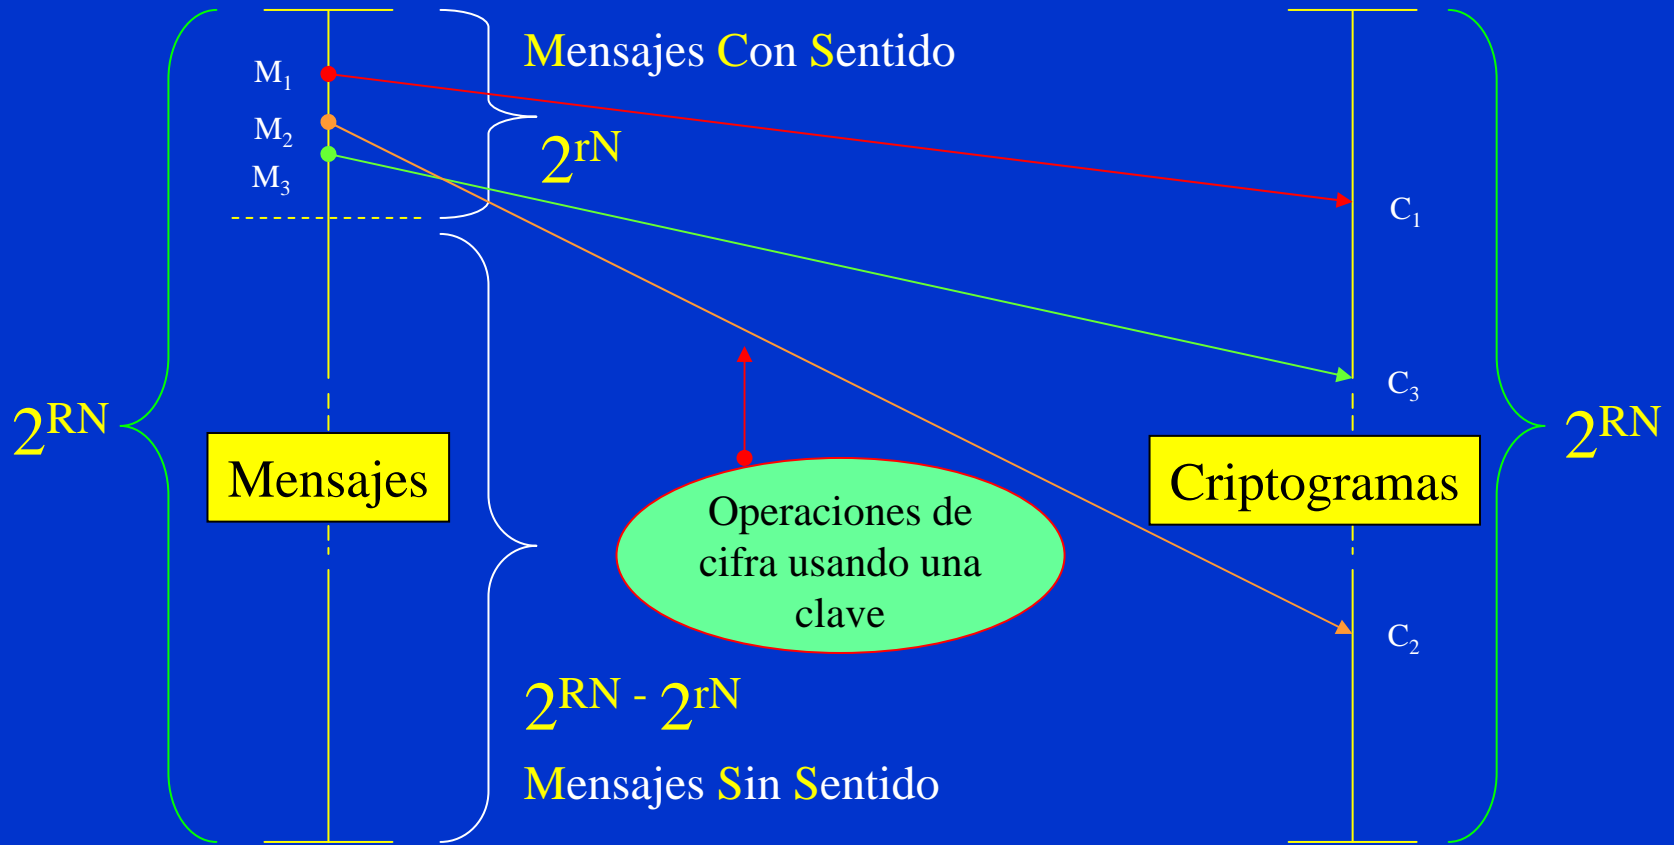 Mensajes Con Sentido
M₁
M₂
M₃
2ʳᴺ
C₁
C₃
2ᴿᴺ
2ᴿᴺ
Mensajes
Criptogramas
Operaciones de
cifra usando una
clave
C₂
2ᴿᴺ - 2ʳᴺ
Mensajes Sin Sentido